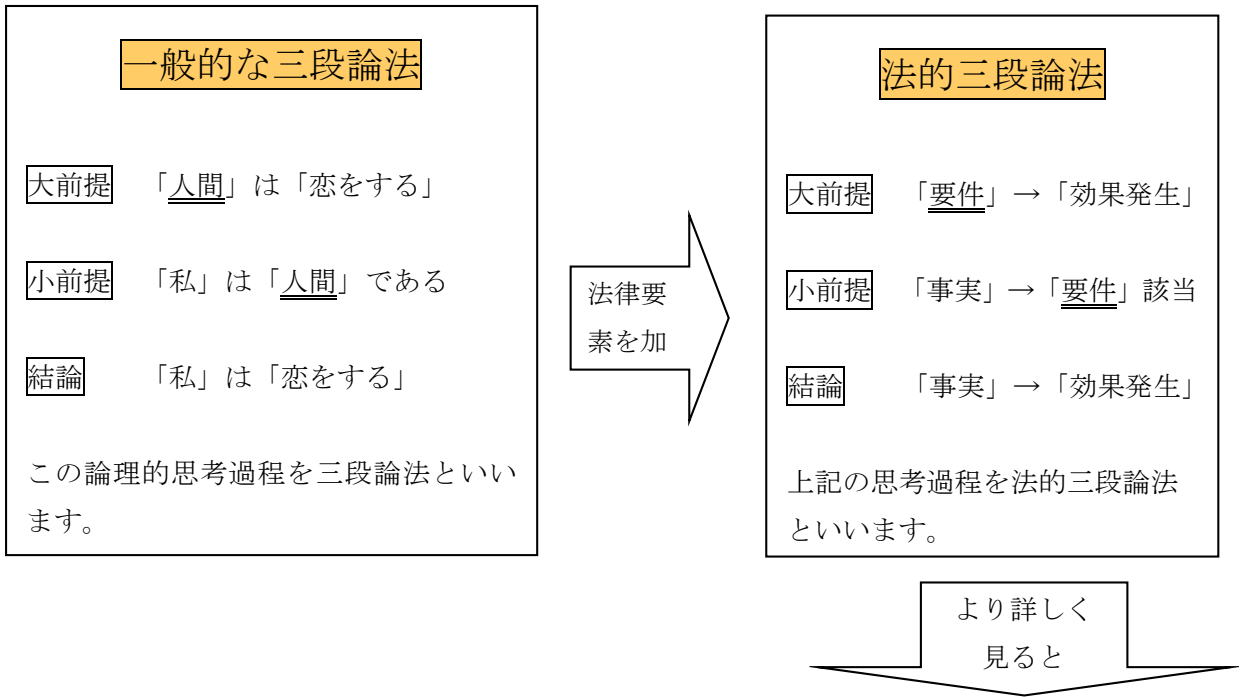 一般的な三段論法
大前提 「人間」は「恋をする」
小前提 「私」は「人間」である
結論 「私」は「恋をする」
この論理的思考過程を三段論法といい
ます。
法律要
素を加
法的三段論法
大前提 「要件」→「効果発生」
小前提 「事実」→「要件」該当
結論 「事実」→「効果発生」
上記の思考過程を法的三段論法
といいます。
より詳しく
見ると